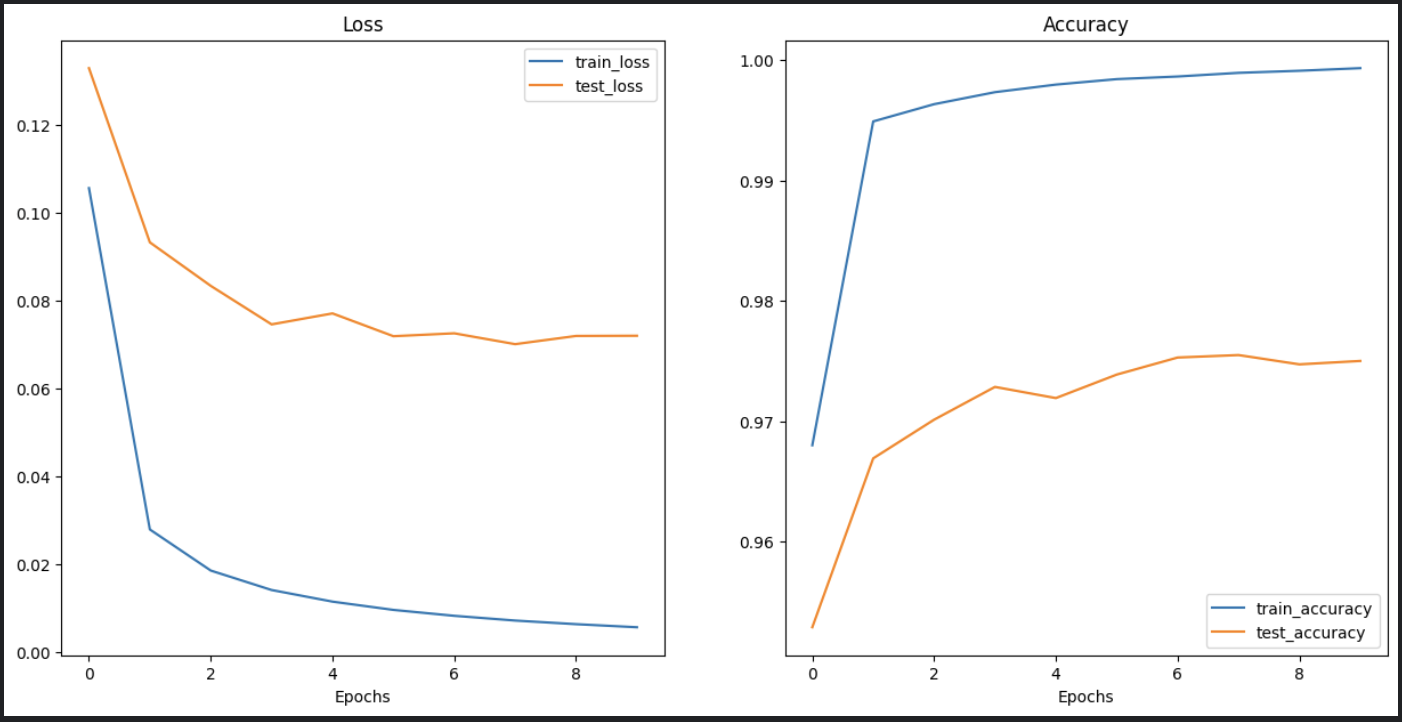 Loss
train_loss
test_loss
0.12
0.10
0.08
0.06
0.04
0.02
0.00
0 2 4 6 8
Epochs
Accuracy
1.00
0.99
0.98
0.97
0.96
train_accuracy
test_accuracy
0 2 4 6 8
Epochs